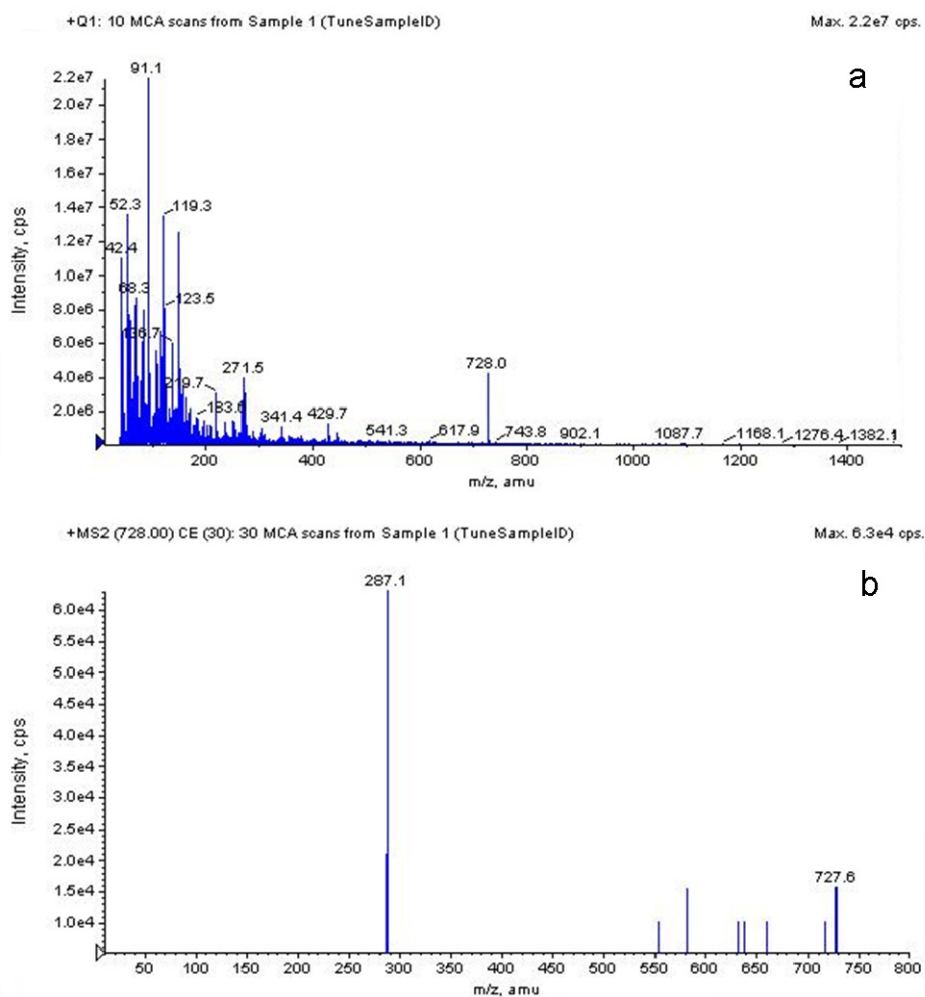 +Q1: 10 MCA scans from Sample 1 (TuneSampleID) Max. 2.2e7 cps.
a
91.1
2.2e7
2.0e7
1.8e7
1.6e7
1.4e7
1.2e7
1.0e7
8.0e6
6.0e6
4.0e6
2.0e6
Intensity, cps
52.3
119.3
42.4
68.3
123.5
136.7
219.7
271.5
183.6
341.4
429.7
541.3
617.9
728.0
743.8
902.1
1087.7
1168.1
1276.4
1382.1
200 400 600 800 1000 1200 1400
m/z, amu
+MS2 (728.00) CE (30): 30 MCA scans from Sample 1 (TuneSampleID) Max. 6.3e4 cps.
b
287.1
6.0e4
5.5e4
5.0e4
4.5e4
4.0e4
3.5e4
3.0e4
2.5e4
2.0e4
1.5e4
1.0e4
Intensity, cps
727.6
50 100 150 200 250 300 350 400 450 500 550 600 650 700 750 800
m/z, amu